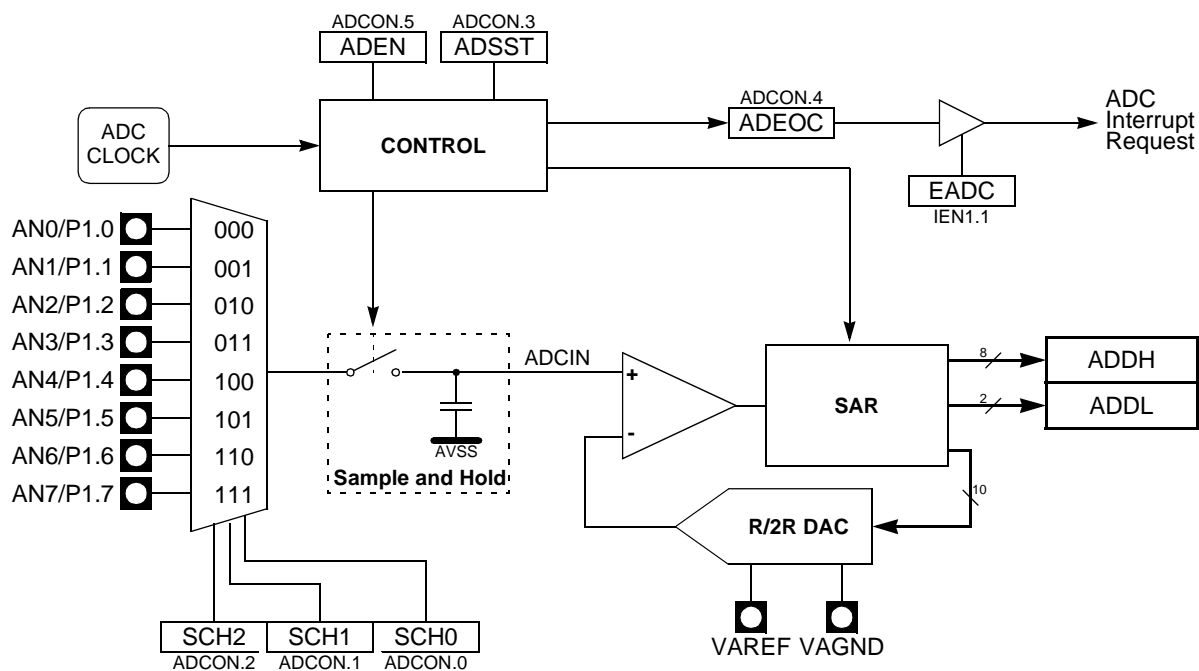 ADCON.5
ADEN
ADCON.3
ADSST
ADC
CLOCK
CONTROL
ADCON.4
ADEOC
ADC
Interrupt
Request
EADC
IEN1.1
AN0/P1.0
000
AN1/P1.1
001
AN2/P1.2
010
AN3/P1.3
011
AN4/P1.4
100
AN5/P1.5
101
AN6/P1.6
110
AN7/P1.7
111
AVSS
Sample and Hold
ADCIN
+
-
SAR
8
ADDH
2
ADDL
10
R/2R DAC
VAREF
VAGND
SCH2
SCH1
SCH0
ADCON.2
ADCON.1
ADCON.0